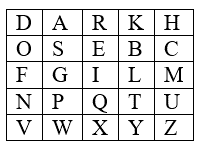 D A R K H
O S E B C
F G I L M
N P Q T U
V W X Y Z